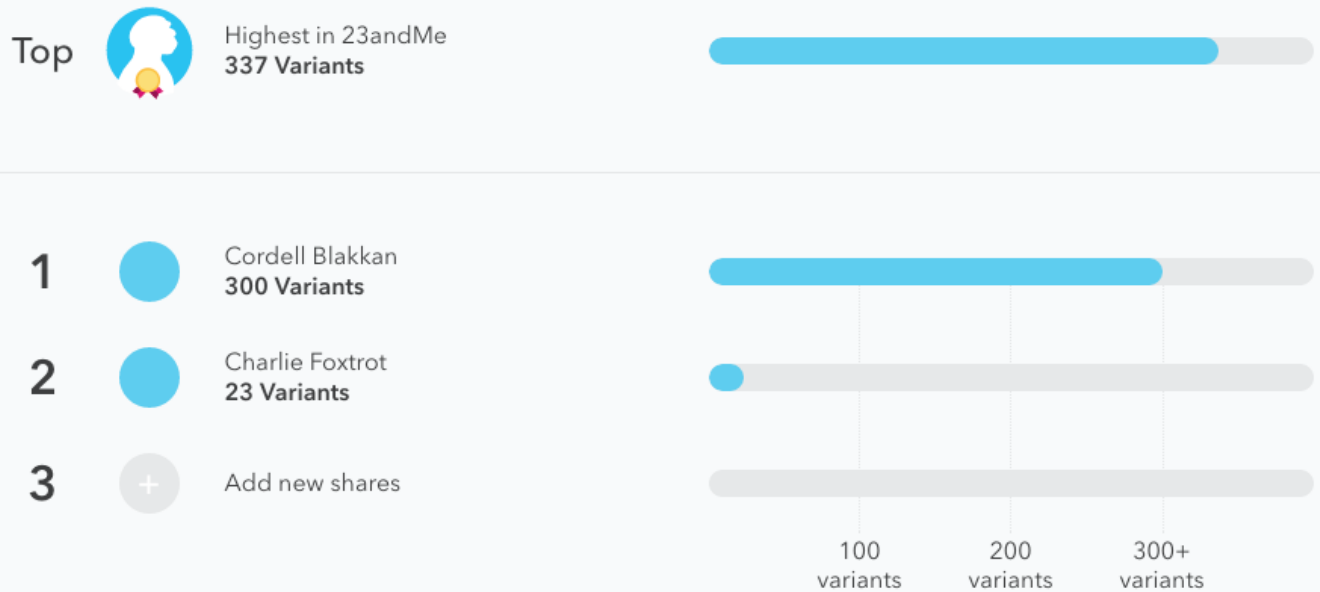 Top
Highest in 23andMe
337 Variants
1
Cordell Blakkan
300 Variants
2
Charlie Foxtrot
23 Variants
3
+
Add new shares
100 variants
200 variants
300+ variants